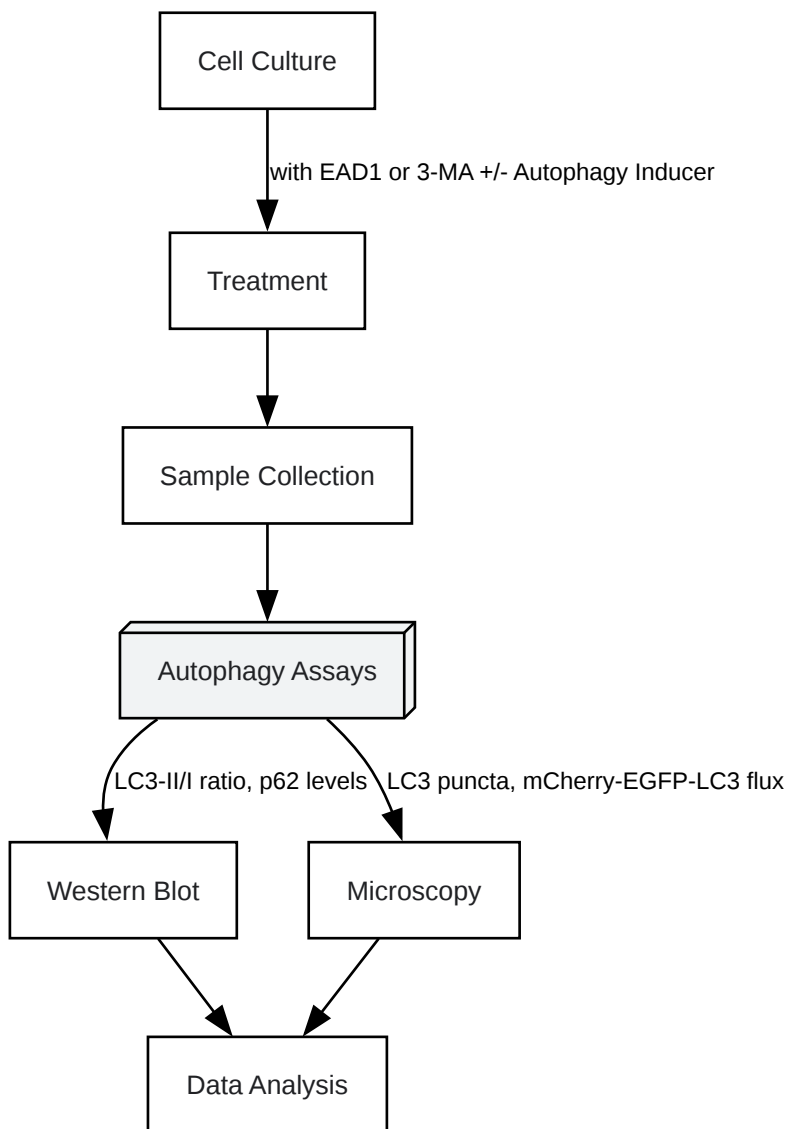 Cell Culture
with EAD1 or 3-MA +/- Autophagy Inducer
Treatment
Sample Collection
Autophagy Assays
LC3-II/I ratio, p62 levels
LC3 puncta, mCherry-EGFP-LC3 flux
Western Blot
Microscopy
Data Analysis